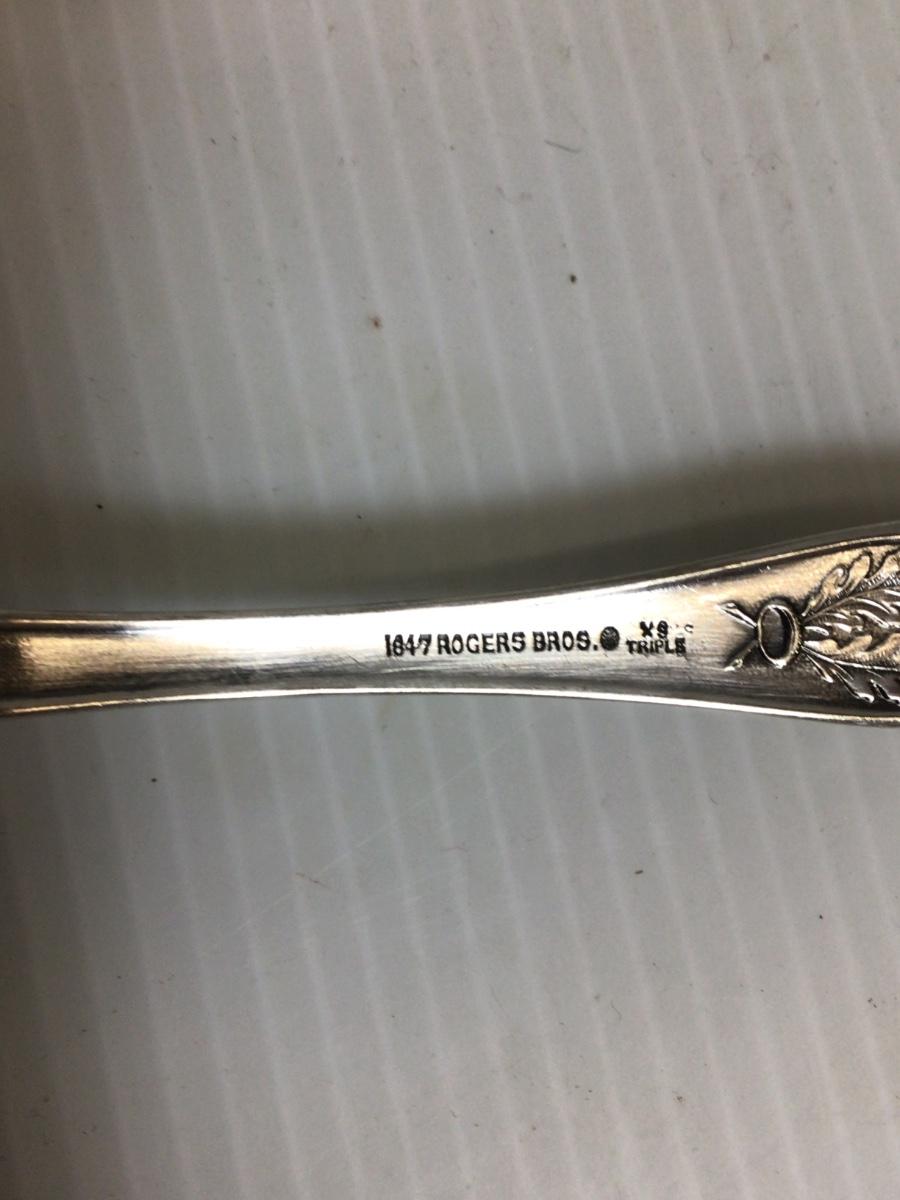 1847 ROGERS BROS.
XS
TRIPLE